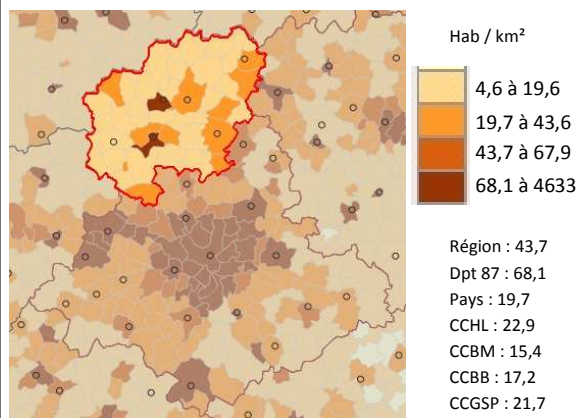 Hab / km²
4,6 à 19,6
19,7 à 43,6
43,7 à 67,9
68,1 à 4633
Région : 43,7
Dpt 87 : 68,1
Pays : 19,7
CCHL : 22,9
CCBM : 15,4
CCBB : 17,2
CCGSP : 21,7